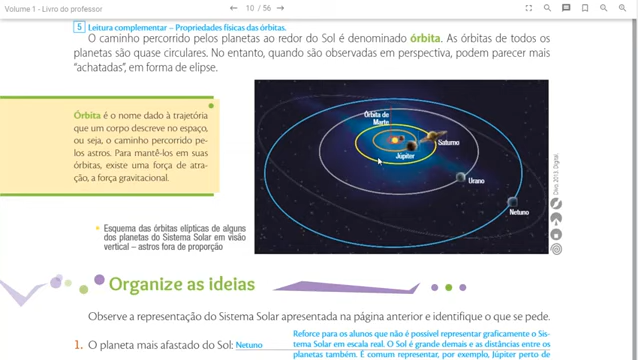 Volume 1 - Livro do professor
10 / 56
5 Leitura complementar – Propriedades físicas das órbitas.
O caminho percorrido pelos planetas ao redor do Sol é denominado órbita. As órbitas de todos os
planetas são quase circulares. No entanto, quando são observadas em perspectiva, podem parecer mais
“achatadas”, em forma de elipse.
Órbita é o nome dado à trajetória
que um corpo descreve no espaço,
ou seja, o caminho percorrido pe-
los astros. Para mantê-los em suas
órbitas, existe uma força de atra-
ção, a força gravitacional.
Órbita de
Marte
Saturno
Júpiter
Urano
Netuno
Divo 2013. Digital.
Esquema das órbitas elípticas de alguns
dos planetas do Sistema Solar em visão
vertical – astros fora de proporção
Organize as ideias
Observe a representação do Sistema Solar apresentada na página anterior e identifique o que se pede.
1. O planeta mais afastado do Sol: Netuno
Reforce para os alunos que não é possível representar graficamente o Sis-
tema Solar em escala real. O Sol é grande demais e as distâncias entre os
planetas também. É comum representar, por exemplo, Júpiter perto de